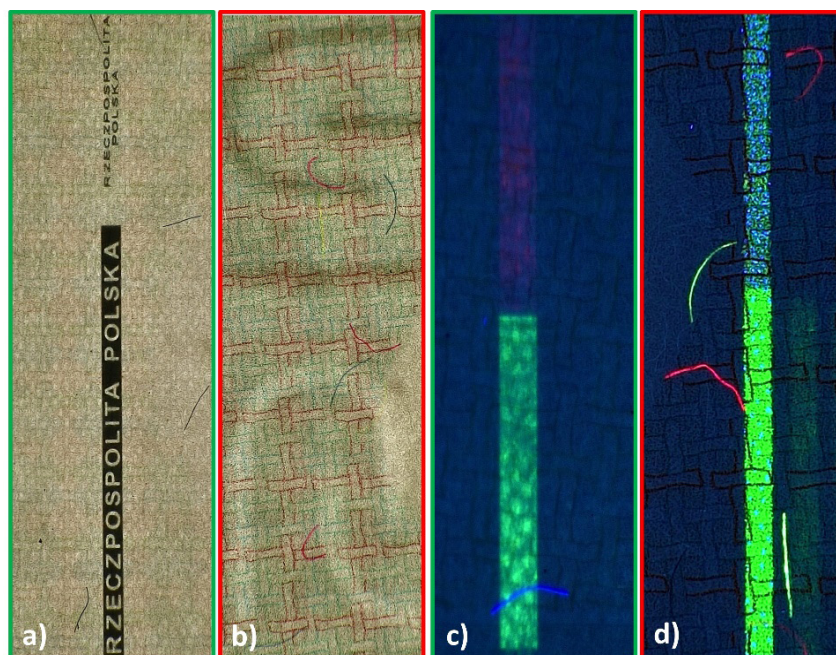 RZECZPOSPOLITA
POLSKA
RZECZPOSPOLITA POLSKA
a)
b)
c)
d)